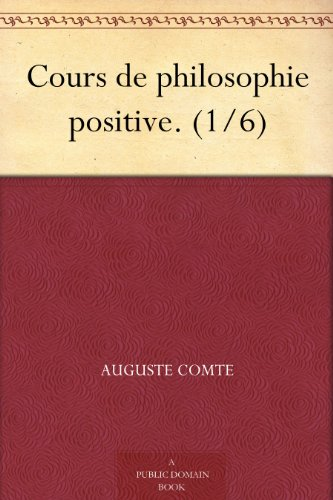 Cours de philosophie
positive. (1/6)
AUGUSTE COMTE
A
PUBLIC DOMAIN
BOOK